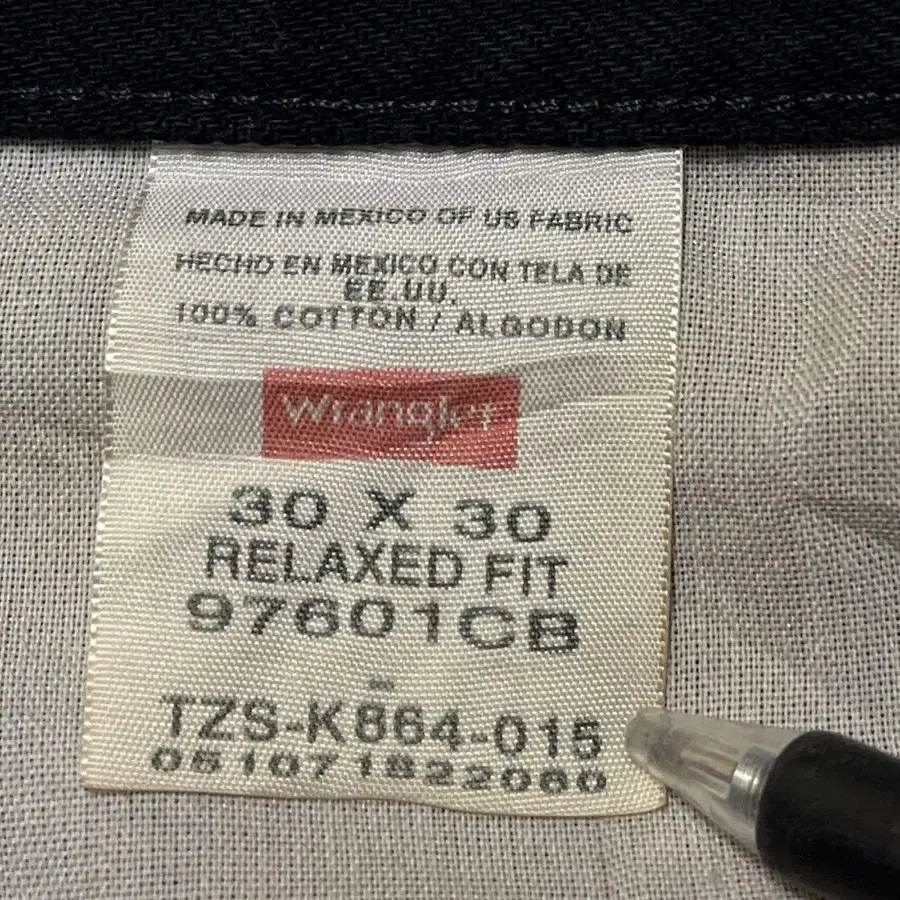 MADE IN MEXICO OF US FABRIC
HECHO EN MEXICO CON TELA DE
EE.UU.
100% COTTON / ALGODON
Wrangler
30 X 30
RELAXED FIT
97601CB
TZS-K864-015
051071822060